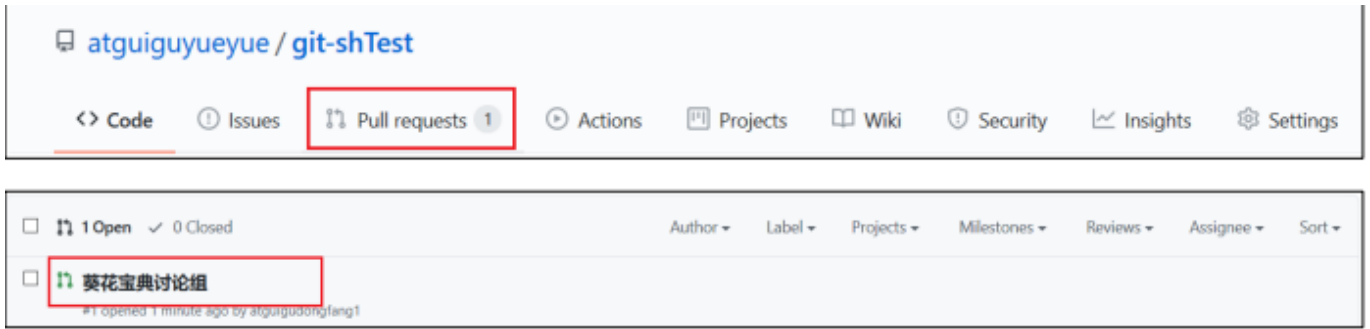 atguiguyueyue / git-shTest
<> Code Issues Pull requests 1 Actions Projects Wiki Security Insights Settings
1 Open ✓ 0 Closed Author Label Projects Milestones Reviews Assignee Sort
葵花宝典讨论组
#1 opened 1 minute ago by atguigudongfang1